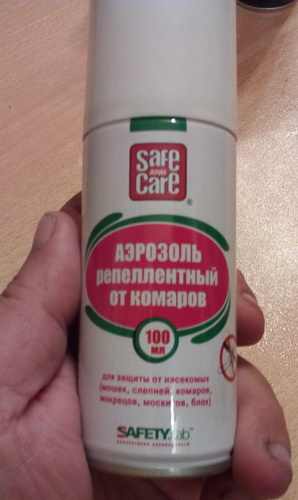 Safe
AND
Care
®
АЭРОЗОЛЬ
репеллентный
от комаров
100
мл
для защиты от насекомых
(мошек, слепней, комаров,
мокрецов, москитов, блох)
SAFETYlab™